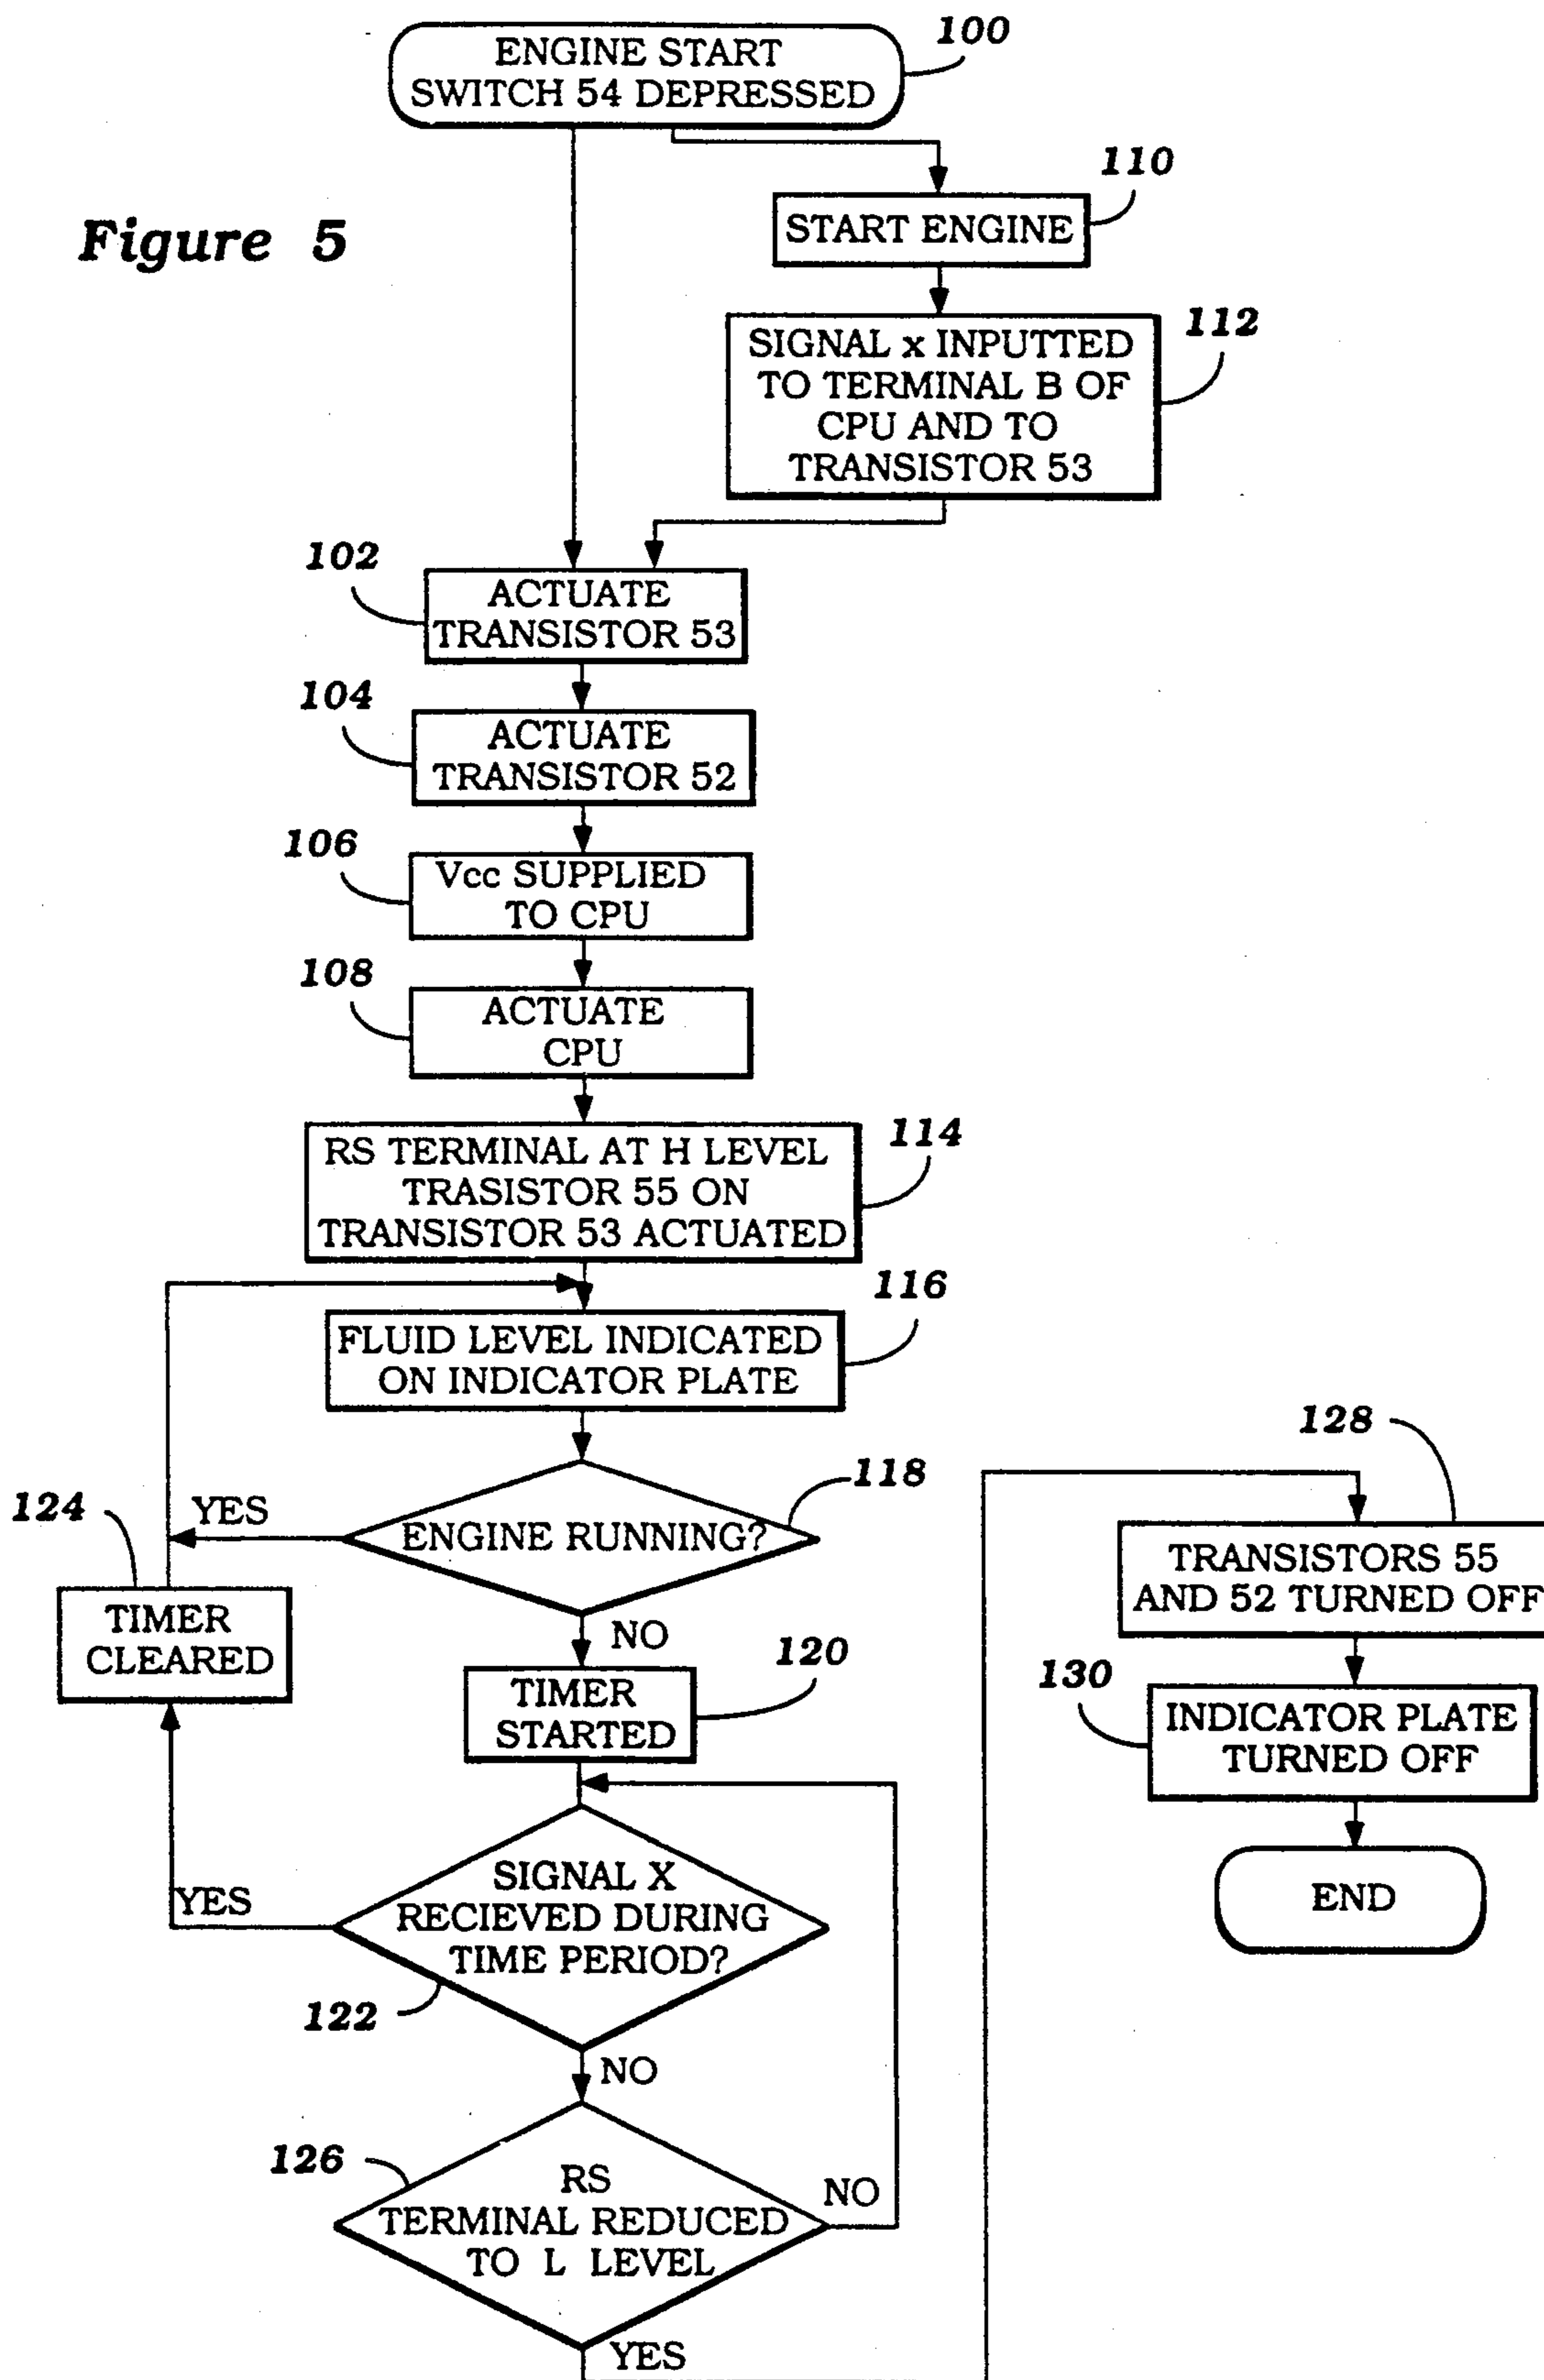 100
ENGINE START
SWITCH 54 DEPRESSED
110
START ENGINE
Figure 5
112
SIGNAL x INPUTTED
TO TERMINAL B OF
CPU AND TO
TRANSISTOR 53
102
ACTUATE
TRANSISTOR 53
104
ACTUATE
TRANSISTOR 52
106
Vcc SUPPLIED
TO CPU
108
ACTUATE
CPU
114
RS TERMINAL AT H LEVEL
TRASISTOR 55 ON
TRANSISTOR 53 ACTUATED
116
FLUID LEVEL INDICATED
ON INDICATOR PLATE
118
ENGINE RUNNING?
YES
124
TIMER
CLEARED
NO
120
TIMER
STARTED
SIGNAL X
RECIEVED DURING
TIME PERIOD?
YES
122
NO
126
RS
TERMINAL REDUCED
TO L LEVEL
NO
YES
128
TRANSISTORS 55
AND 52 TURNED OFF
130
INDICATOR PLATE
TURNED OFF
END